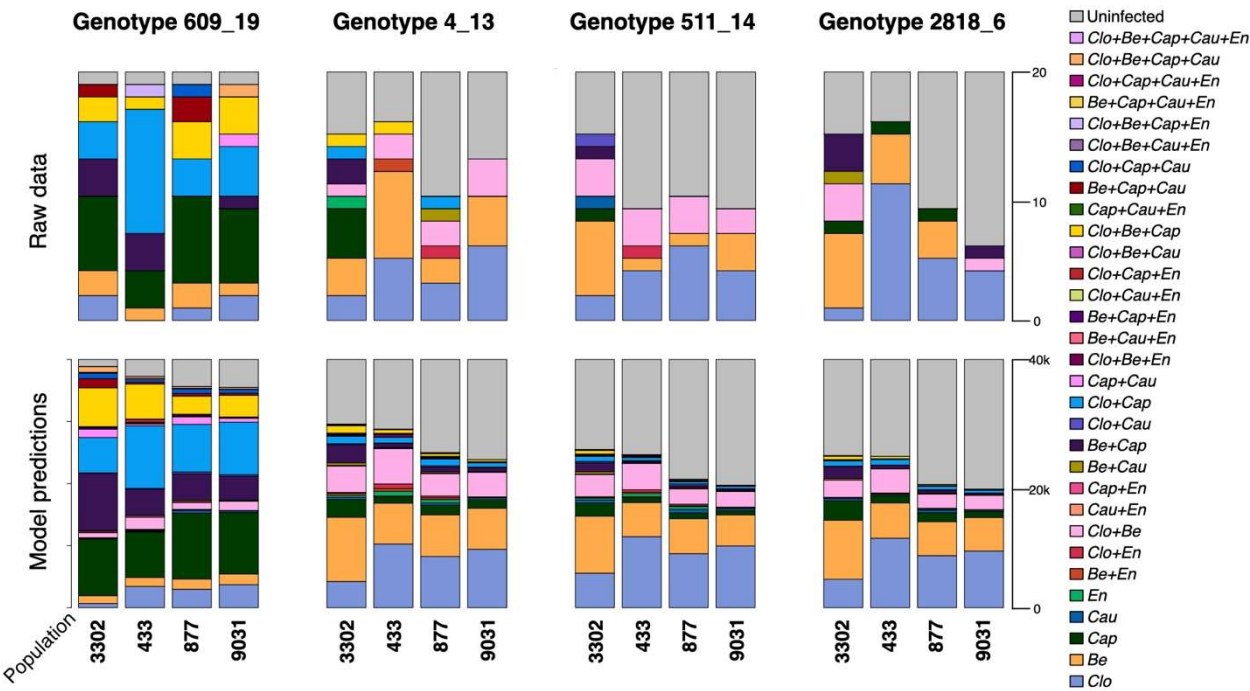 Genotype 609_19
Genotype 4_13
Genotype 511_14
Genotype 2818_6
Raw data
20
10
0
Model predictions
40k
20k
0
Population
3302
433
877
9031
3302
433
877
9031
3302
433
877
9031
3302
433
877
9031
Uninfected
Clo+Be+Cap+Cau+En
Clo+Be+Cap+Cau
Clo+Cap+Cau+En
Be+Cap+Cau+En
Clo+Be+Cap+En
Clo+Be+Cau+En
Clo+Cap+Cau
Be+Cap+Cau
Cap+Cau+En
Clo+Be+Cap
Clo+Be+Cau
Clo+Cap+En
Clo+Cau+En
Be+Cap+En
Be+Cau+En
Clo+Be+En
Cap+Cau
Clo+Cap
Clo+Cau
Be+Cap
Be+Cau
Cap+En
Cau+En
Clo+Be
Clo+En
Be+En
En
Cau
Cap
Be
Clo